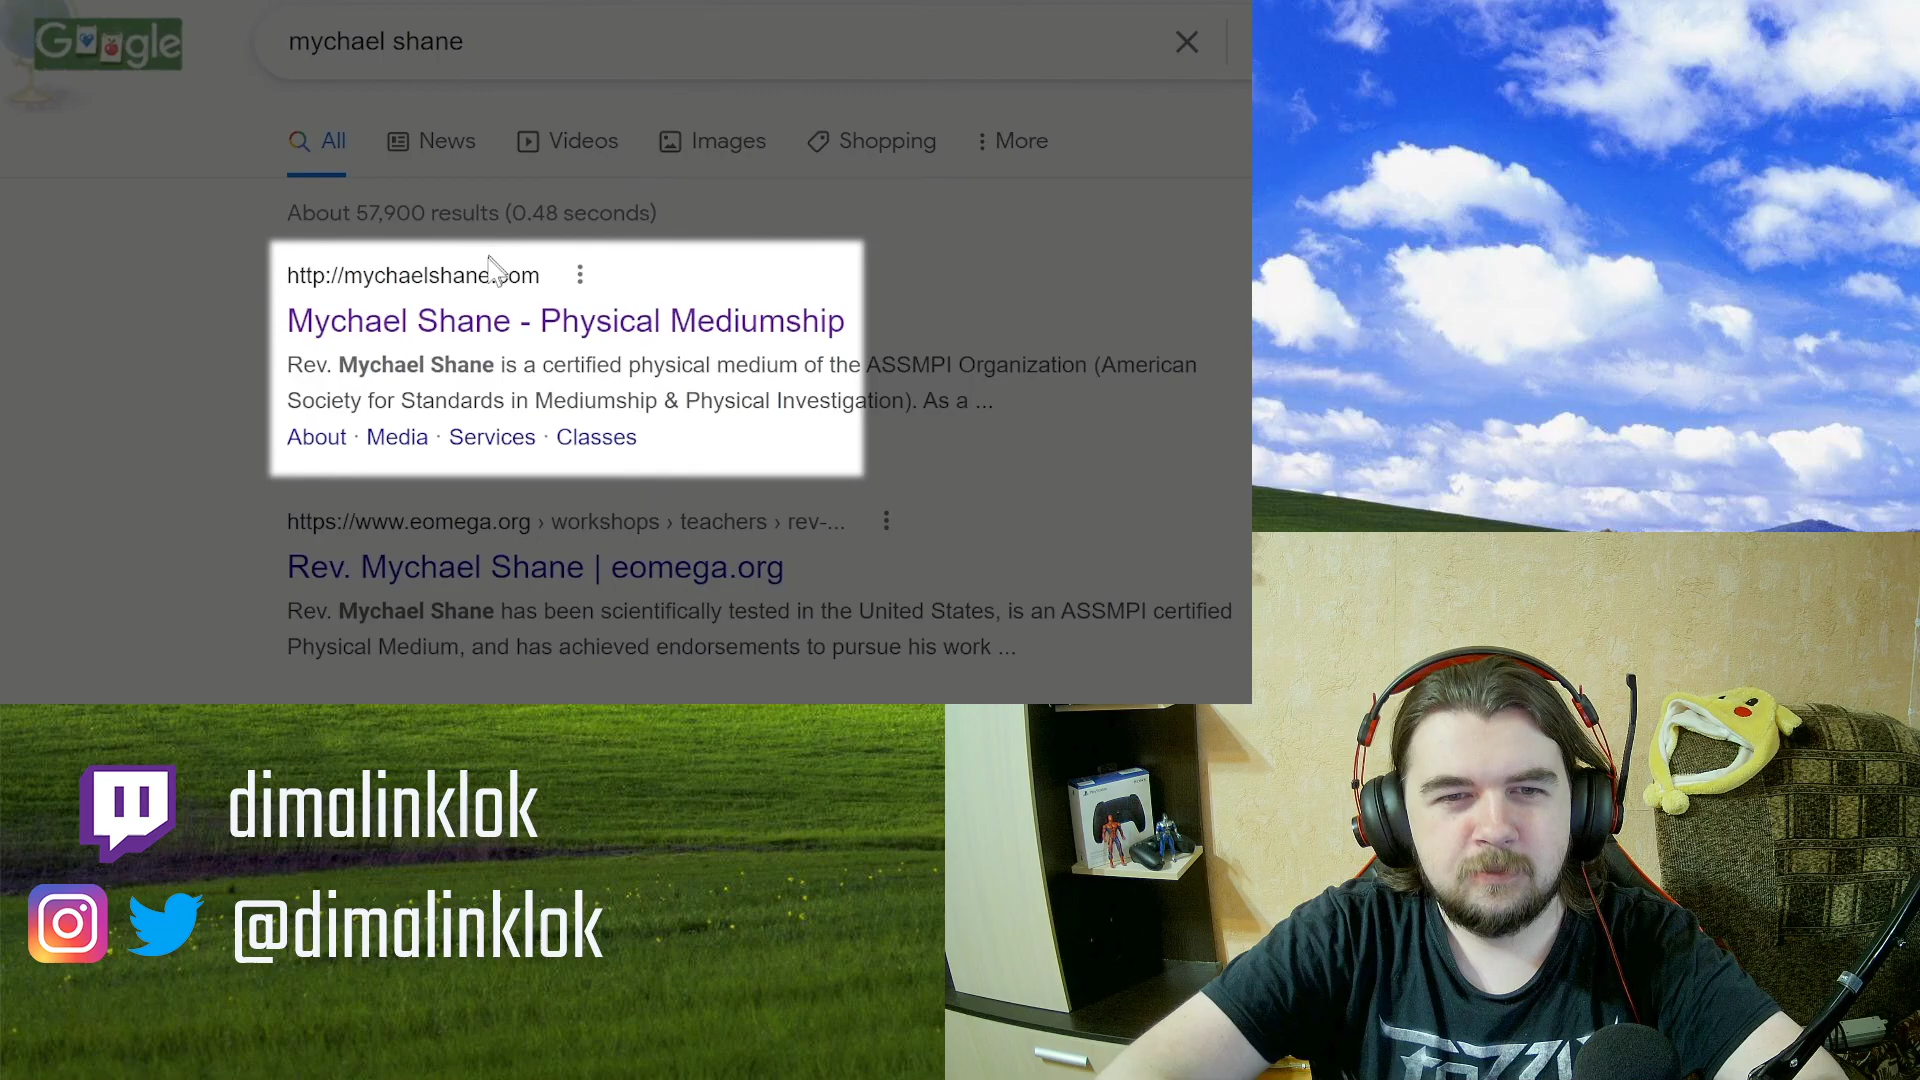 Google
mychael shane
All News Videos Images Shopping More
About 57,900 results (0.48 seconds)
http://mychaelshane.com
Mychael Shane - Physical Mediumship
Rev. Mychael Shane is a certified physical medium of the ASSMPI Organization (American
Society for Standards in Mediumship & Physical Investigation). As a ...
About · Media · Services · Classes
https://www.eomega.org › workshops › teachers › rev-...
Rev. Mychael Shane | eomega.org
Rev. Mychael Shane has been scientifically tested in the United States, is an ASSMPI certified
Physical Medium, and has achieved endorsements to pursue his work ...
dimalinklok
@dimalinklok